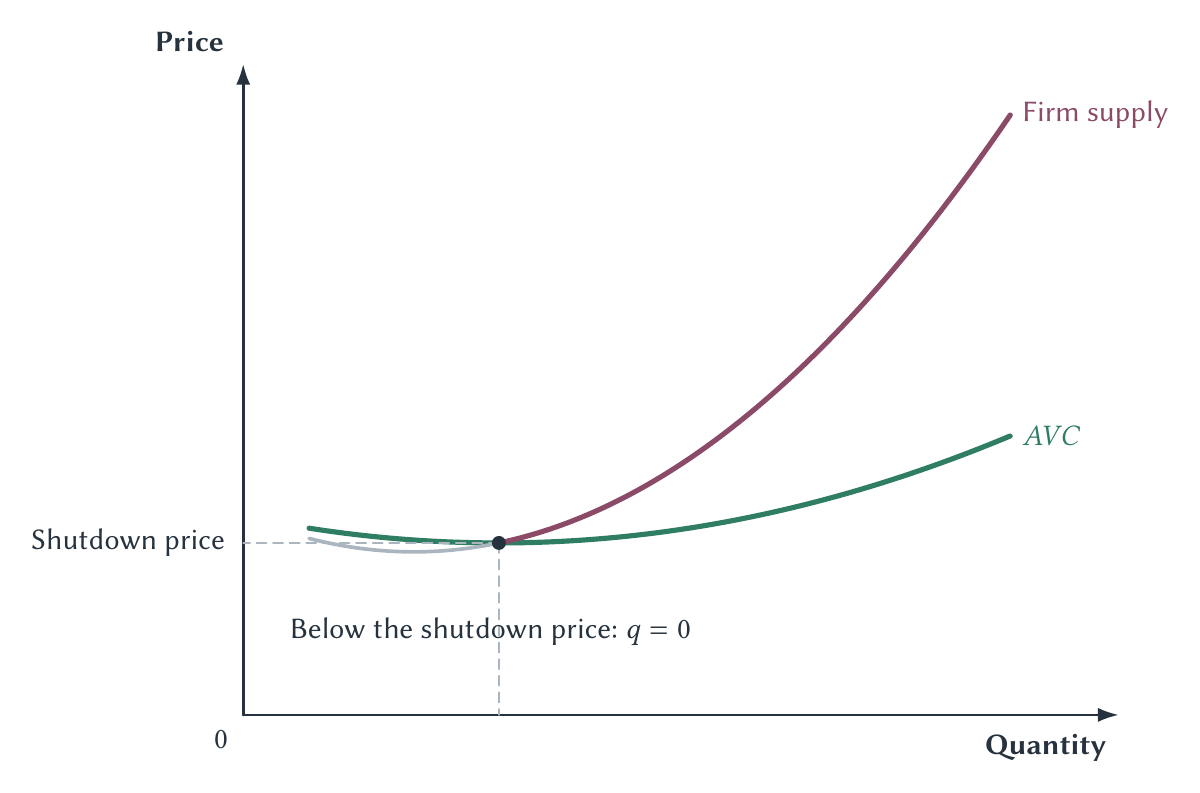 Price
Firm supply
AVC
Shutdown price
Below the shutdown price: q = 0
0
Quantity